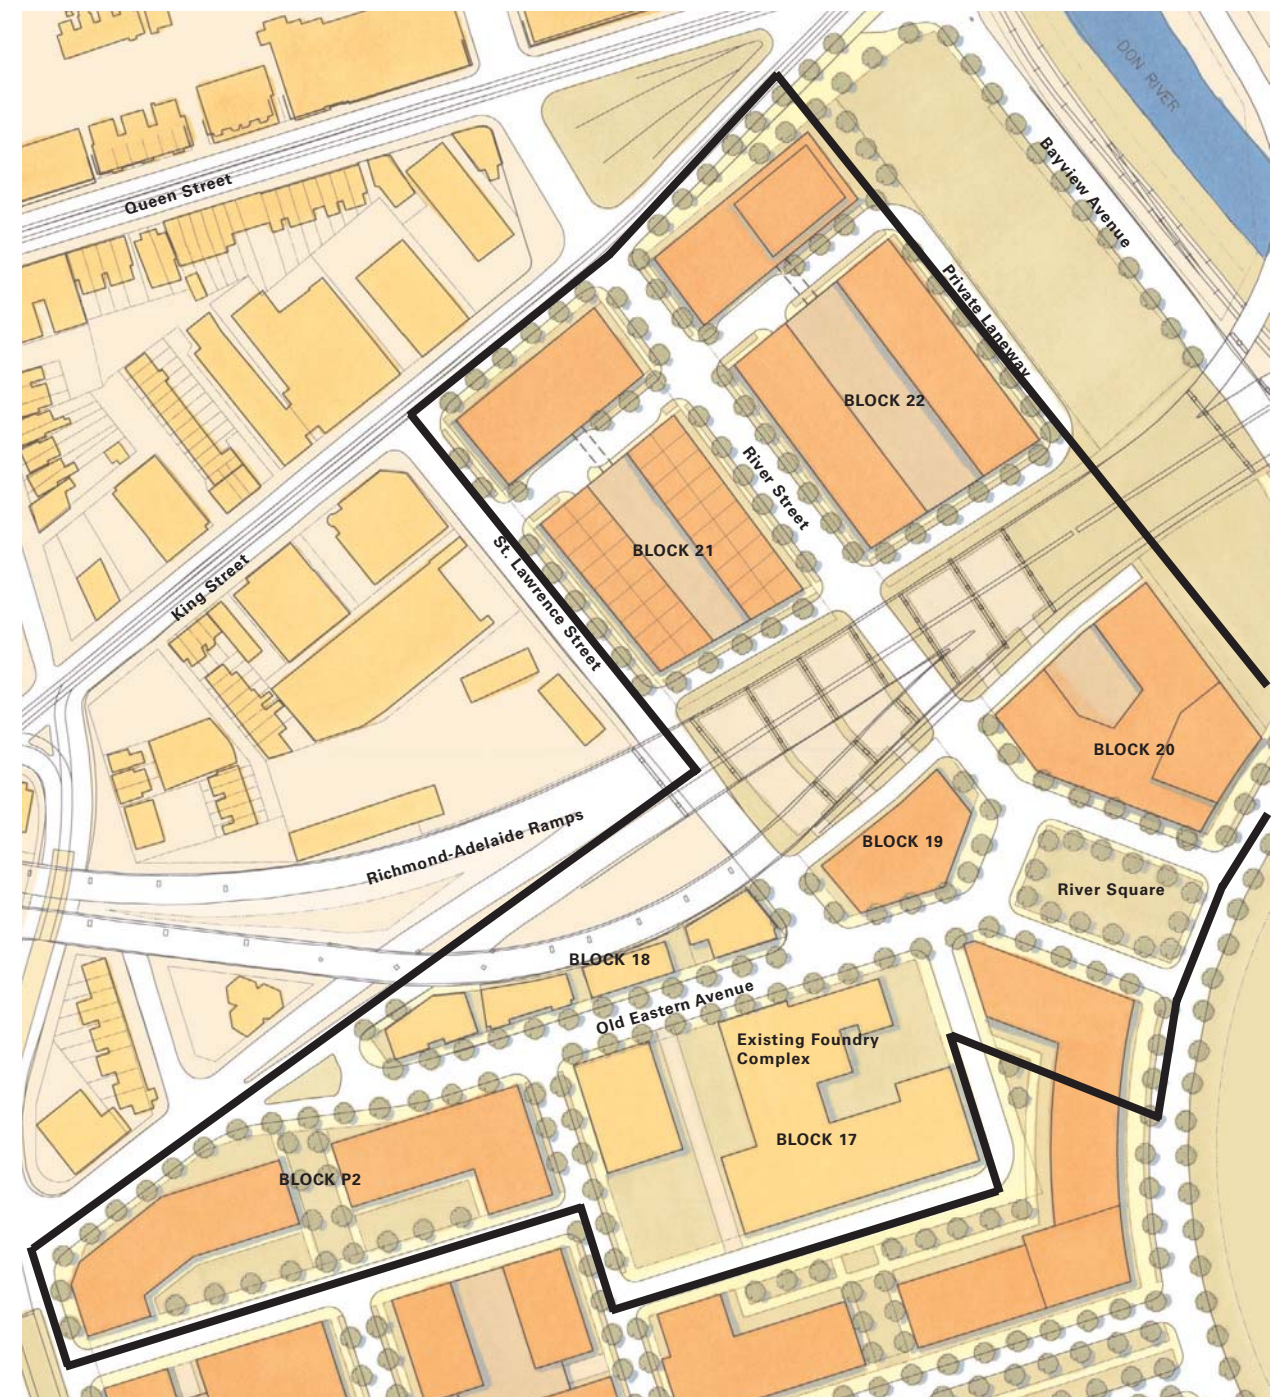 DON RIVER
Bayview Avenue
Queen Street
Private Laneway
BLOCK 22
River Street
BLOCK 21
St. Lawrence Street
King Street
BLOCK 20
Richmond-Adelaide Ramps
BLOCK 19
River Square
BLOCK 18
Old Eastern Avenue
Existing Foundry
Complex
BLOCK 17
BLOCK P2